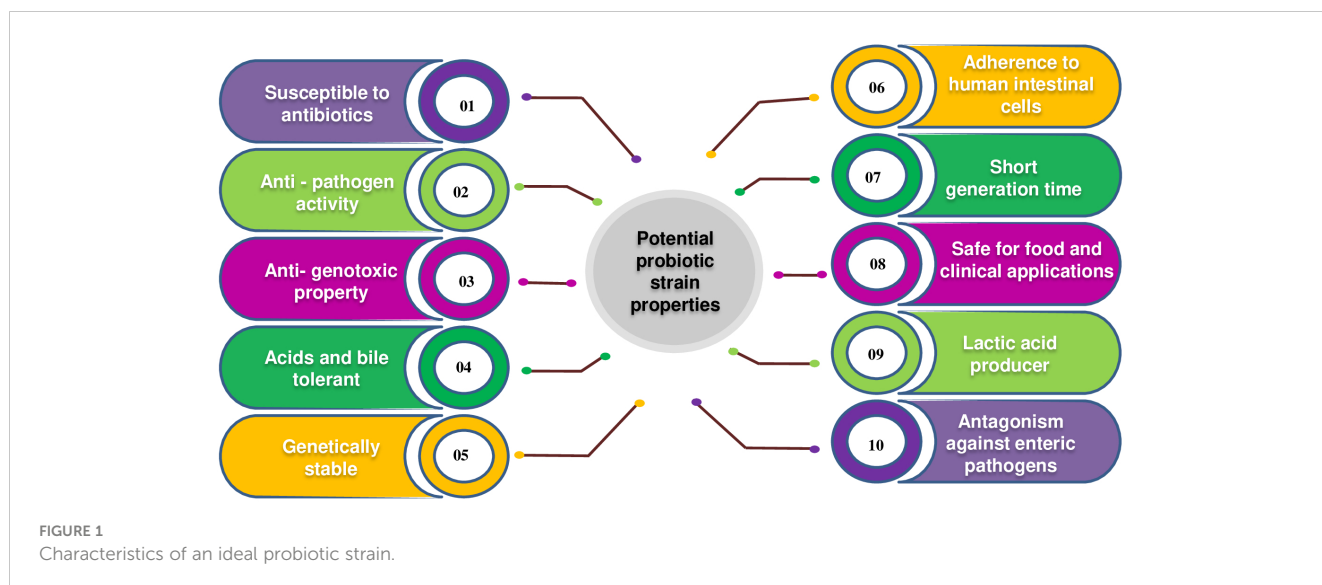 Susceptible to
antibiotics
01
Anti - pathogen
activity
02
Anti- genotoxic
property
03
Acids and bile
tolerant
04
Genetically
stable
05
Potential
probiotic
strain
properties
06
Adherence to
human intestinal
cells
07
Short
generation time
08
Safe for food and
clinical applications
09
Lactic acid
producer
10
Antagonism
against enteric
pathogens
FIGURE 1
Characteristics of an ideal probiotic strain.